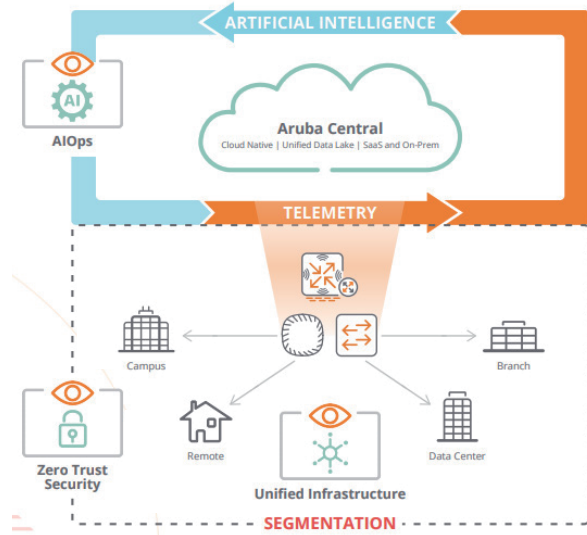 ARTIFICIAL INTELLIGENCE
AI
AIOps
Aruba Central
Cloud Native | Unified Data Lake | SaaS and On-Prem
TELEMETRY
Campus
Branch
Zero Trust
Security
Remote
Unified Infrastructure
Data Center
SEGMENTATION